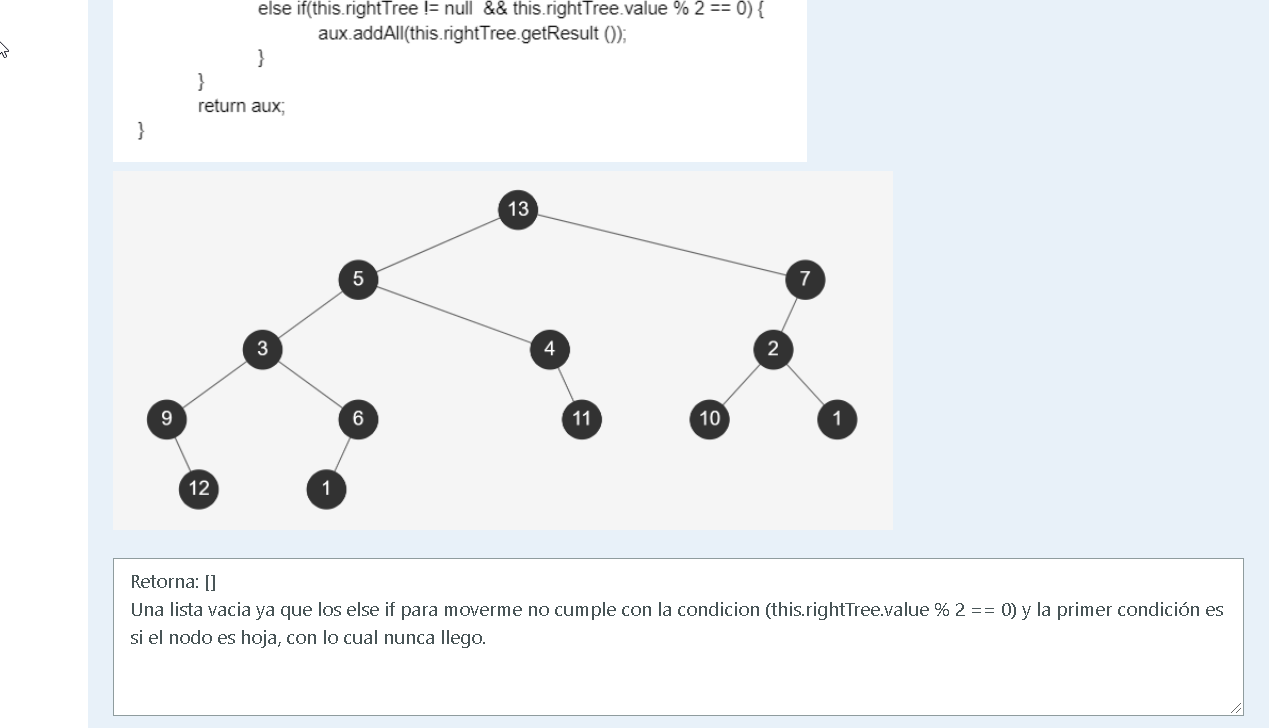 else if(this.rightTree != null && this.rightTree.value % 2 == 0) {
aux.addAll(this.rightTree.getResult ());
}
}
return aux;
}
13
5
7
3
4
2
9
6
11
10
1
12
1
Retorna: []
Una lista vacia ya que los else if para moverme no cumple con la condicion (this.rightTree.value % 2 == 0) y la primer condición es
si el nodo es hoja, con lo cual nunca llego.